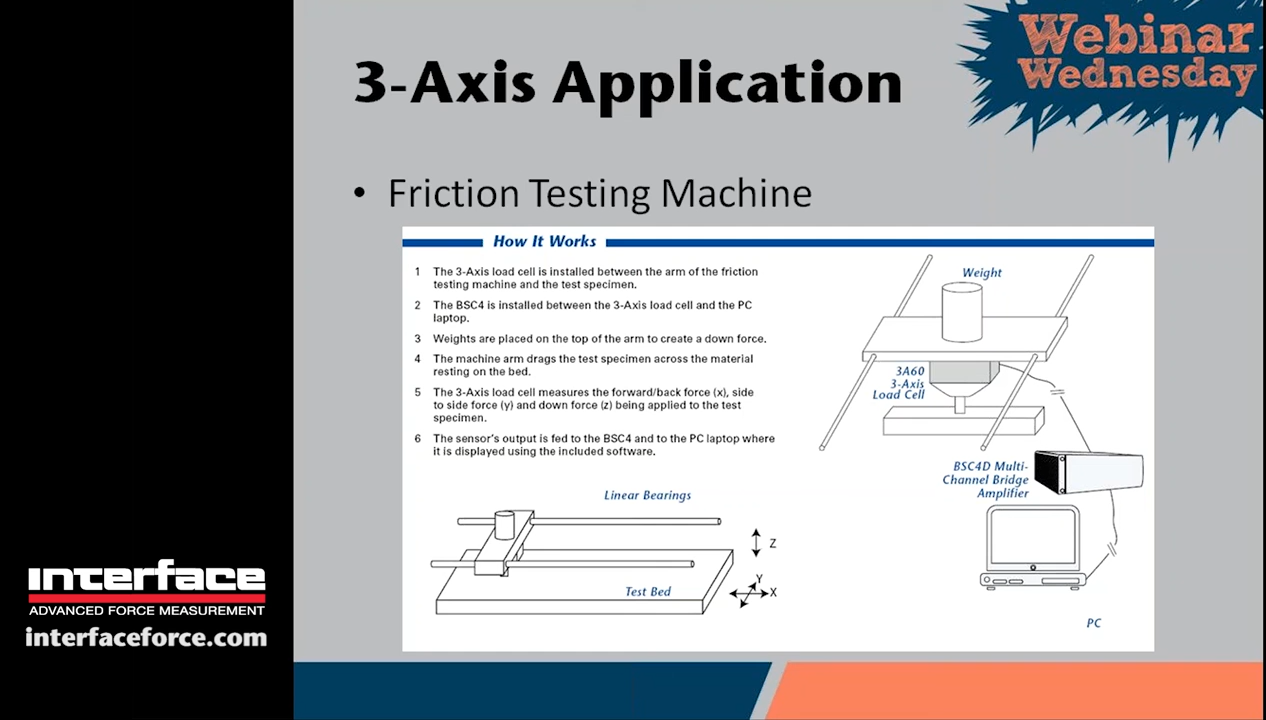 Webinar
Wednesday
3-Axis Application
• Friction Testing Machine
How It Works
1 The 3-Axis load cell is installed between the arm of the friction
testing machine and the test specimen.
2 The BSC4 is installed between the 3-Axis load cell and the PC
laptop.
3 Weights are placed on the top of the arm to create a down force.
4 The machine arm drags the test specimen across the material
resting on the bed.
5 The 3-Axis load cell measures the forward/back force (x), side
to side force (y) and down force (z) being applied to the test
specimen.
6 The sensor's output is fed to the BSC4 and to the PC laptop where
it is displayed using the included software.
Weight
3A60
3-Axis
Load Cell
BSC4D Multi-
Channel Bridge
Amplifier
PC
Linear Bearings
Test Bed
Z
Y
X
interface
ADVANCED FORCE MEASUREMENT
interfaceforce.com